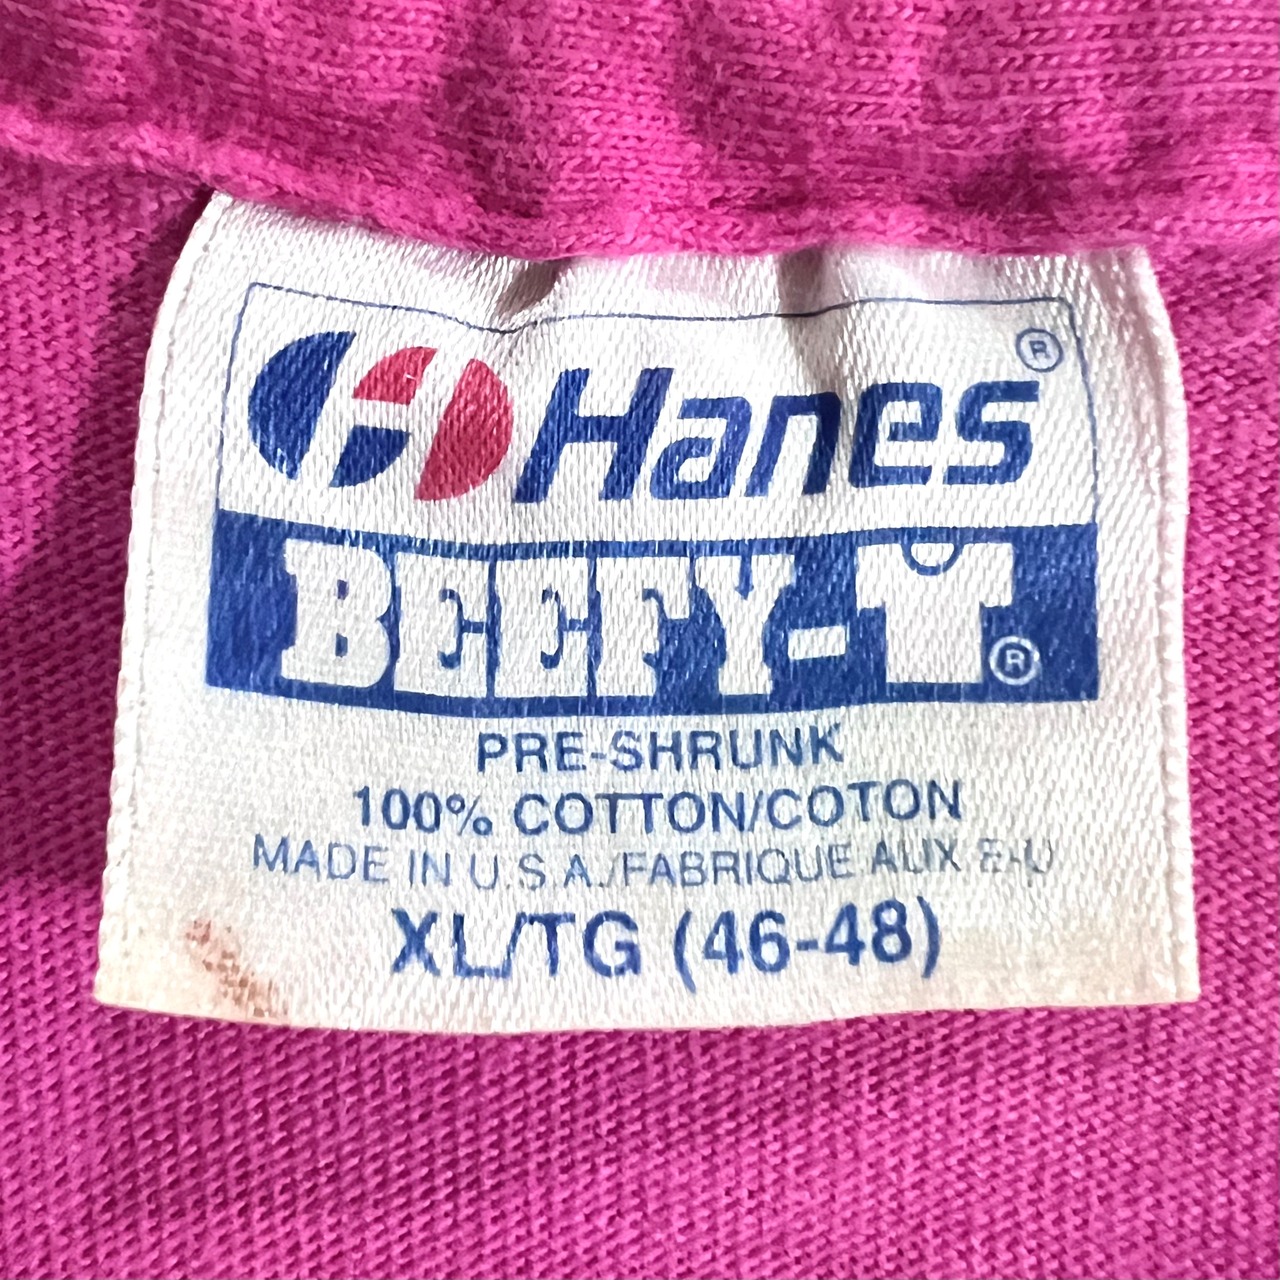 Hanes®
BEEFY-T®
PRE-SHRUNK
100% COTTON/COTON
MADE IN U.S.A./FABRIQUE AUX E-U
XL/TG (46-48)